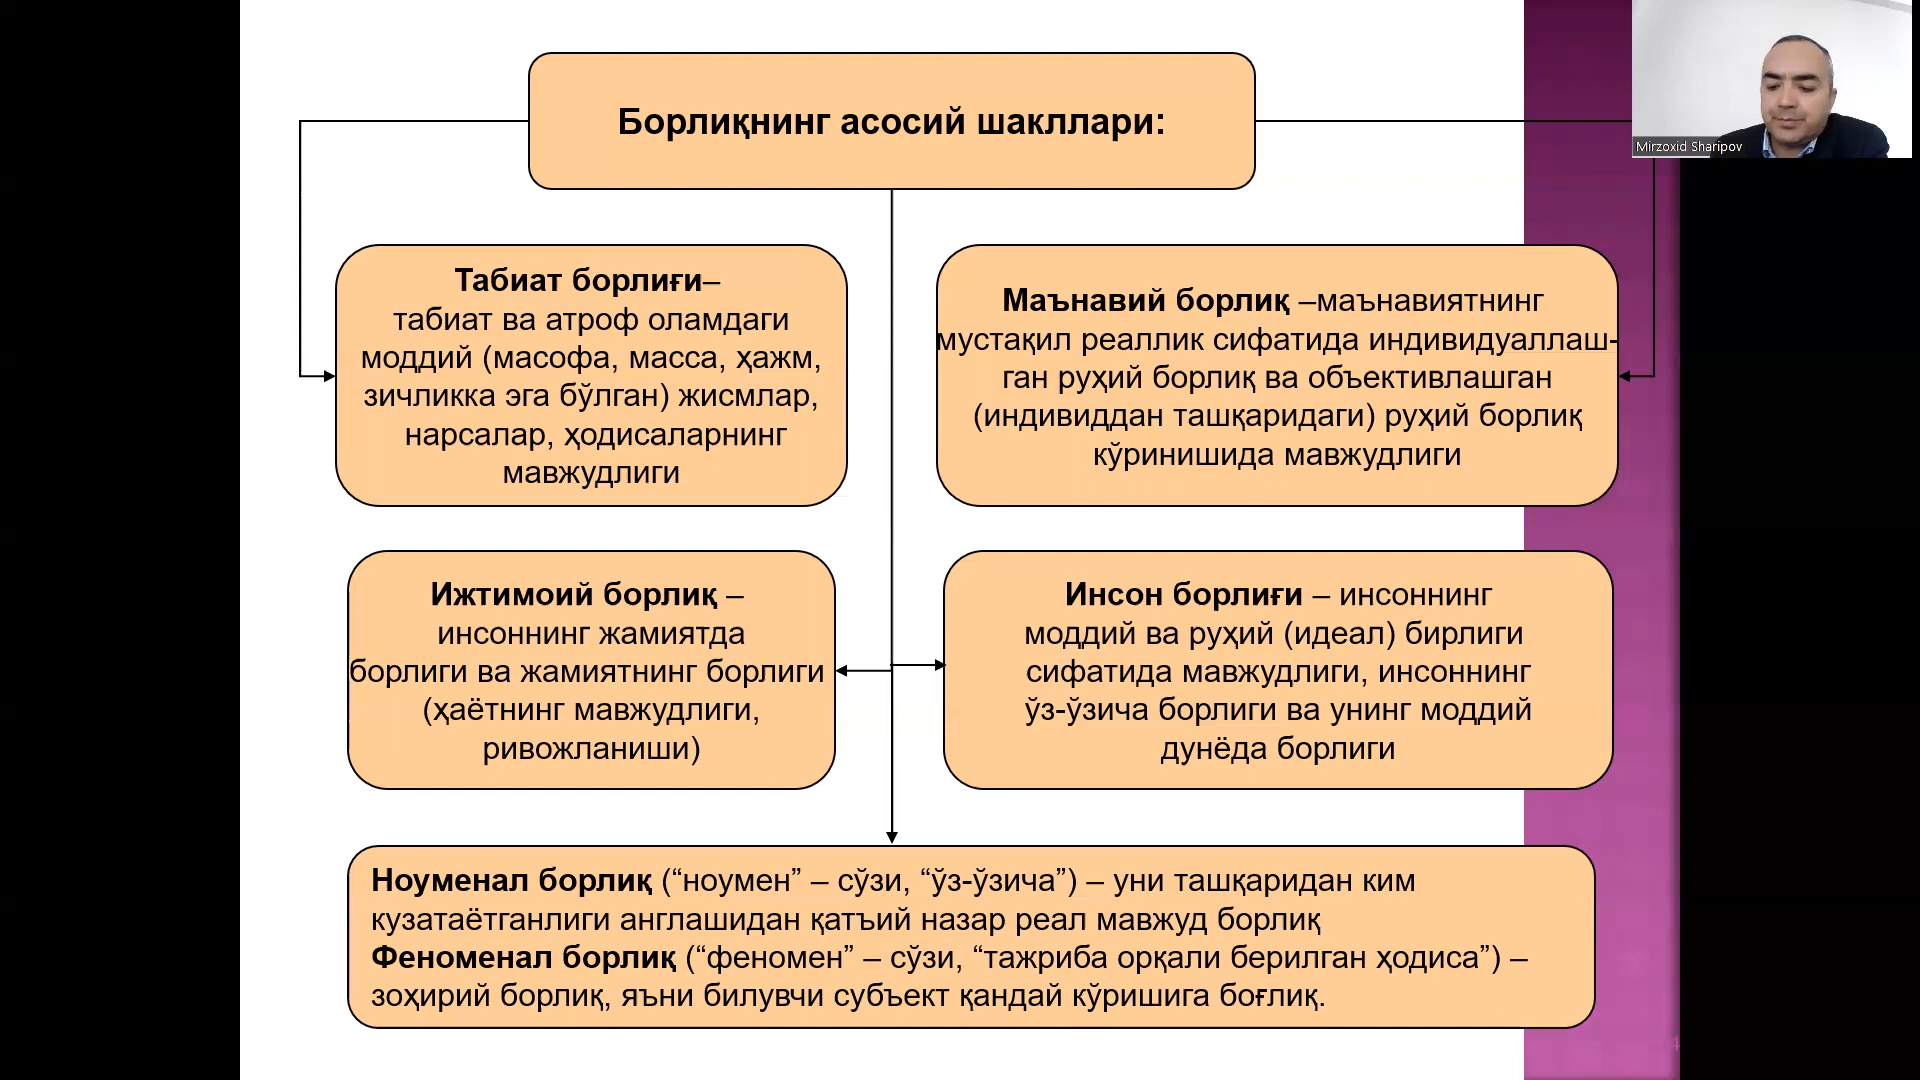 Борлиқнинг асосий шакллари:
Mirzoxid Sharipov
Табиат борлиғи–
табиат ва атроф оламдаги
моддий (масофа, масса, ҳажм,
зичликка эга бўлган) жисмлар,
нарсалар, ҳодисаларнинг
мавжудлиги
Маънавий борлиқ –маънавиятнинг
мустақил реаллик сифатида индивидуаллаш-
ган руҳий борлиқ ва объективлашган
(индивиддан ташқаридаги) руҳий борлиқ
кўринишида мавжудлиги
Ижтимоий борлиқ –
инсоннинг жамиятда
борлиги ва жамиятнинг борлиги
(ҳаётнинг мавжудлиги,
ривожланиши)
Инсон борлиғи – инсоннинг
моддий ва руҳий (идеал) бирлиги
сифатида мавжудлиги, инсоннинг
ўз-ўзича борлиги ва унинг моддий
дунёда борлиги
Ноуменал борлиқ (“ноумен” – сўзи, “ўз-ўзича”) – уни ташқаридан ким
кузатаётганлиги англашидан қатъий назар реал мавжуд борлиқ
Феноменал борлиқ (“феномен” – сўзи, “тажриба орқали берилган ҳодиса”) –
зоҳирий борлиқ, яъни билувчи субъект қандай кўришига боғлиқ.